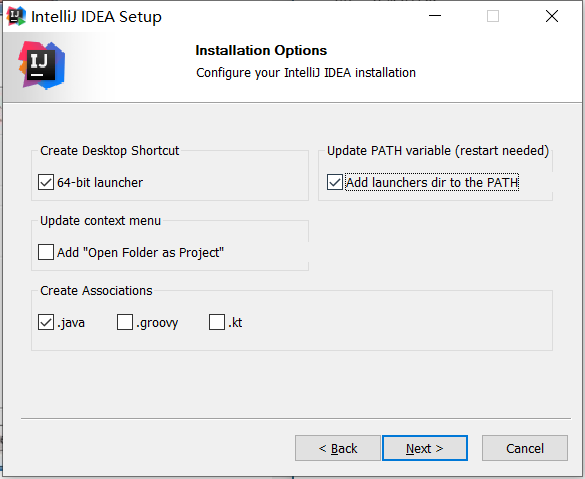 IntelliJ IDEA Setup
IJ
Installation Options
Configure your IntelliJ IDEA installation
Create Desktop Shortcut
64-bit launcher
Update PATH variable (restart needed)
Add launchers dir to the PATH
Update context menu
Add "Open Folder as Project"
Create Associations
.java
.groovy
.kt
< Back
Next >
Cancel